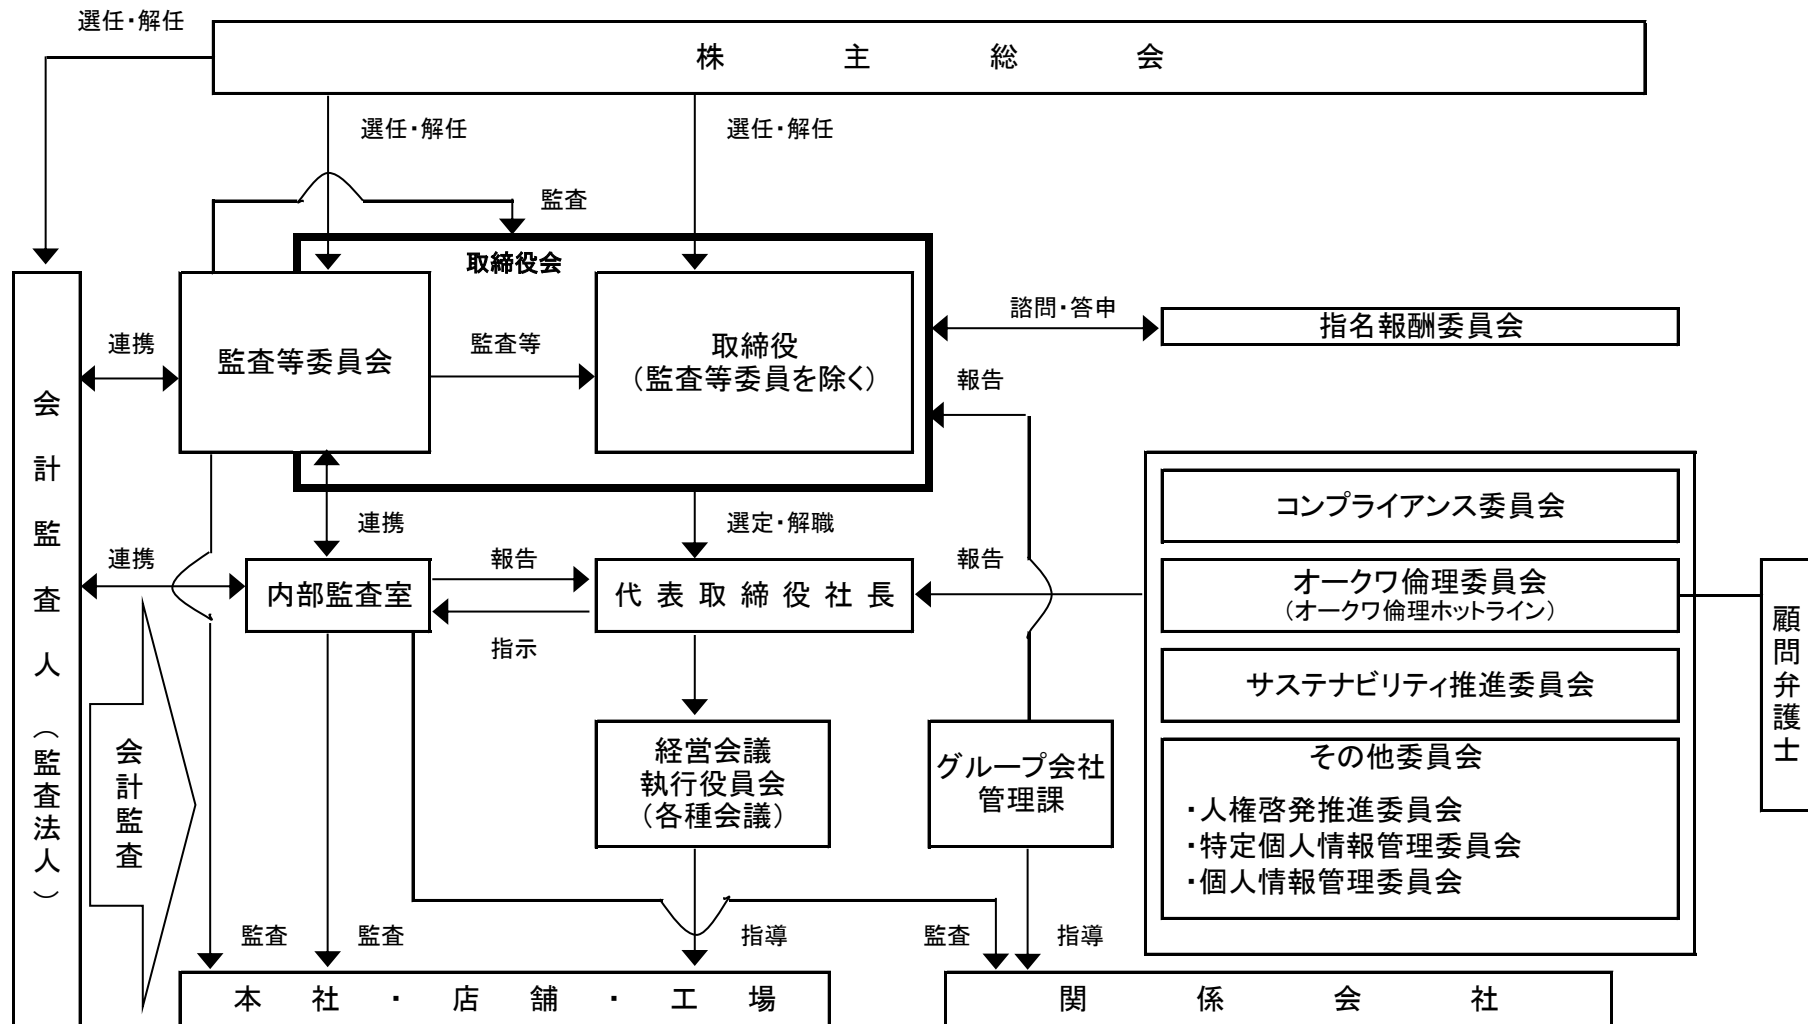 選任・解任
株主総会
選任・解任
選任・解任
監査
取締役会
監査等委員会
連携
監査等
取締役
（監査等委員を除く）
諮問・答申
指名報酬委員会
報告
会計監査人（監査法人）
コンプライアンス委員会
連携
選定・解職
連携
内部監査室
報告
指示
代表取締役社長
報告
オークワ倫理委員会
（オークワ倫理ホットライン）
顧問弁護士
サステナビリティ推進委員会
会計監査
経営会議
執行役員会
（各種会議）
グループ会社
管理課
その他委員会
・人権啓発推進委員会
・特定個人情報管理委員会
・個人情報管理委員会
監査
監査
指導
監査
指導
本社・店舗・工場
関係会社